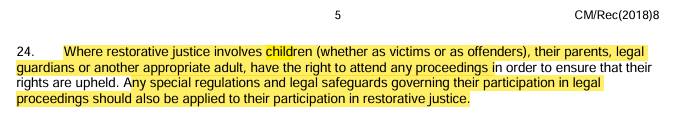 5
CM/Rec(2018)8
24. Where restorative justice involves children (whether as victims or as offenders), their parents, legal
guardians or another appropriate adult, have the right to attend any proceedings in order to ensure that their
rights are upheld. Any special regulations and legal safeguards governing their participation in legal
proceedings should also be applied to their participation in restorative justice.